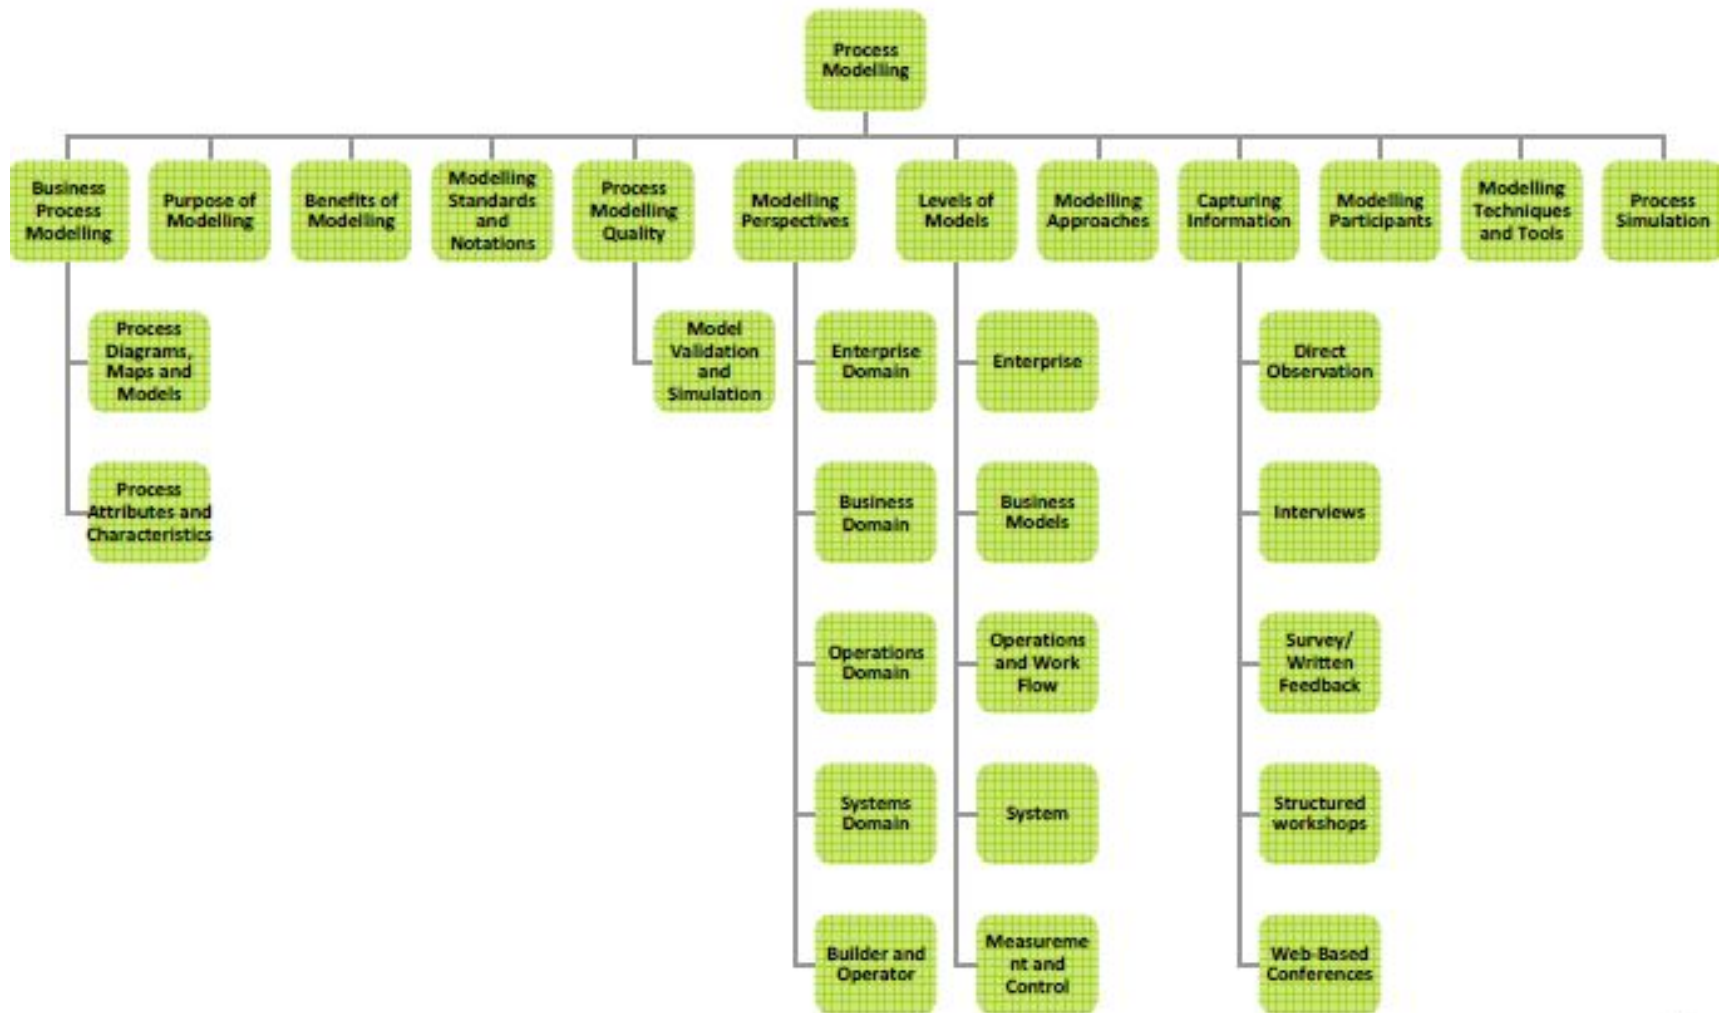 Process
Modelling
Business
Process
Modelling
Purpose of
Modelling
Benefits of
Modelling
Modelling
Standards
and
Notations
Process
Modelling
Quality
Modelling
Perspectives
Levels of
Models
Modelling
Approaches
Capturing
Information
Modelling
Participants
Modelling
Techniques
and Tools
Process
Simulation
Process
Diagrams,
Maps and
Models
Model
Validation
and
Simulation
Enterprise
Domain
Enterprise
Direct
Observation
Process
Attributes and
Characteristics
Business
Domain
Business
Models
Interviews
Operations
Domain
Operations
and Work
Flow
Survey/
Written
Feedback
Systems
Domain
System
Structured
workshops
Builder and
Operator
Measureme
nt and
Control
Web-Based
Conferences